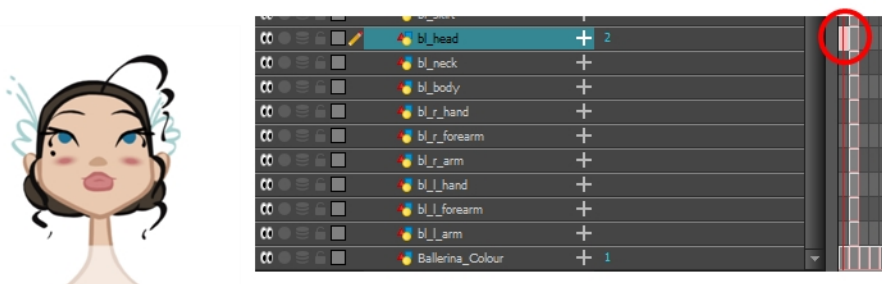 bl_head 2
bl_neck
bl_body
bl_r_hand
bl_r_forearm
bl_r_arm
bl_l_hand
bl_l_forearm
bl_l_arm
Ballerina_Colour 1